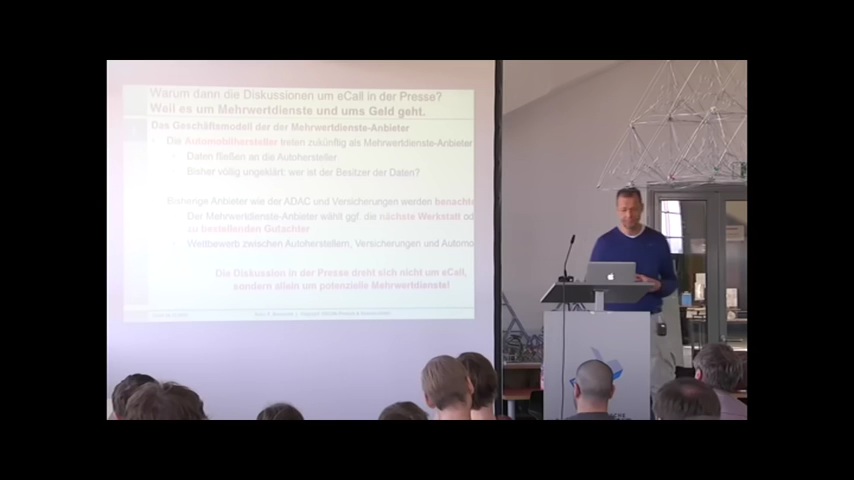 Warum dann die Diskussionen um eCall in der Presse?
Weil es um Mehrwertdienste und ums Geld geht.
Das Geschäftsmodell der der Mehrwertdienste-Anbieter
Die Automobilhersteller treten zukünftig als Mehrwertdienste-Anbieter
Daten fließen an die Autohersteller
Bisher völlig ungeklärt: wer ist der Besitzer der Daten?
Bisherige Anbieter wie der ADAC und Versicherungen werden benacht
Der Mehrwertdienste-Anbieter wählt ggf. die nächste Werkstatt od
zu bestellenden Gutachter
Wettbewerb zwischen Autoherstellern, Versicherungen und Automo
Die Diskussion in der Presse dreht sich nicht um eCall,
sondern allein um potenzielle Mehrwertdienste!